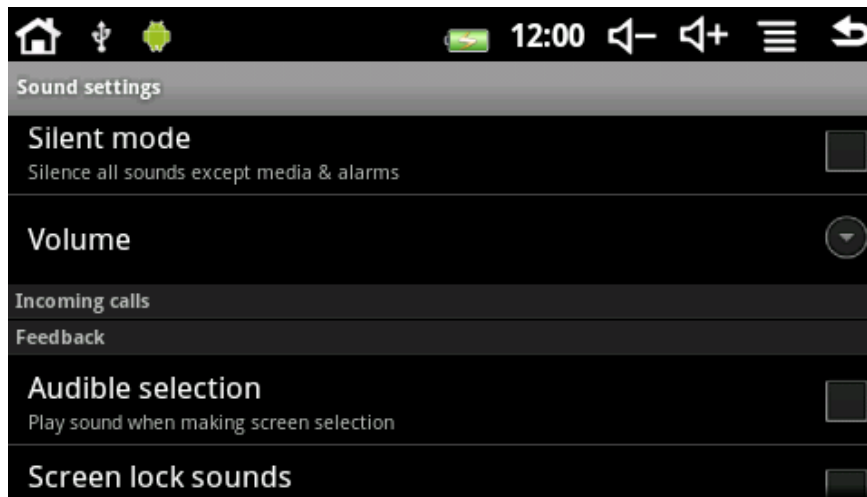 12:00
Sound settings
Silent mode
Silence all sounds except media & alarms
Volume
Incoming calls
Feedback
Audible selection
Play sound when making screen selection
Screen lock sounds